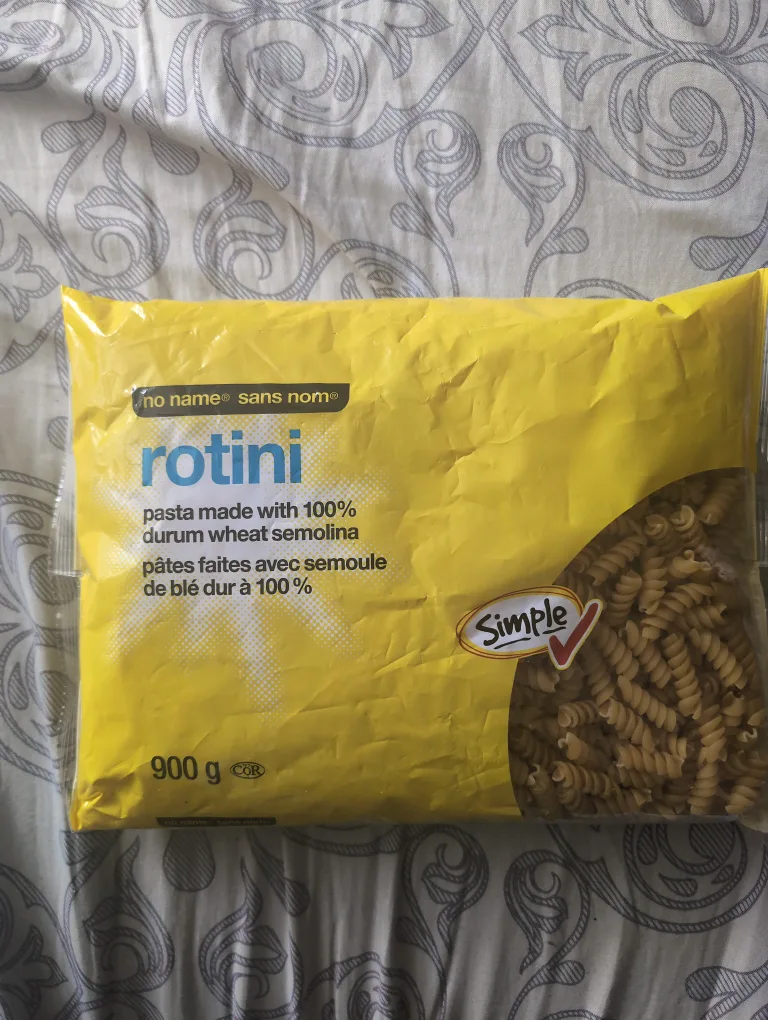 no name® sans nom®
rotini
pasta made with 100%
durum wheat semolina
pâtes faites avec semoule
de blé dur à 100 %
Simple
900 g COR